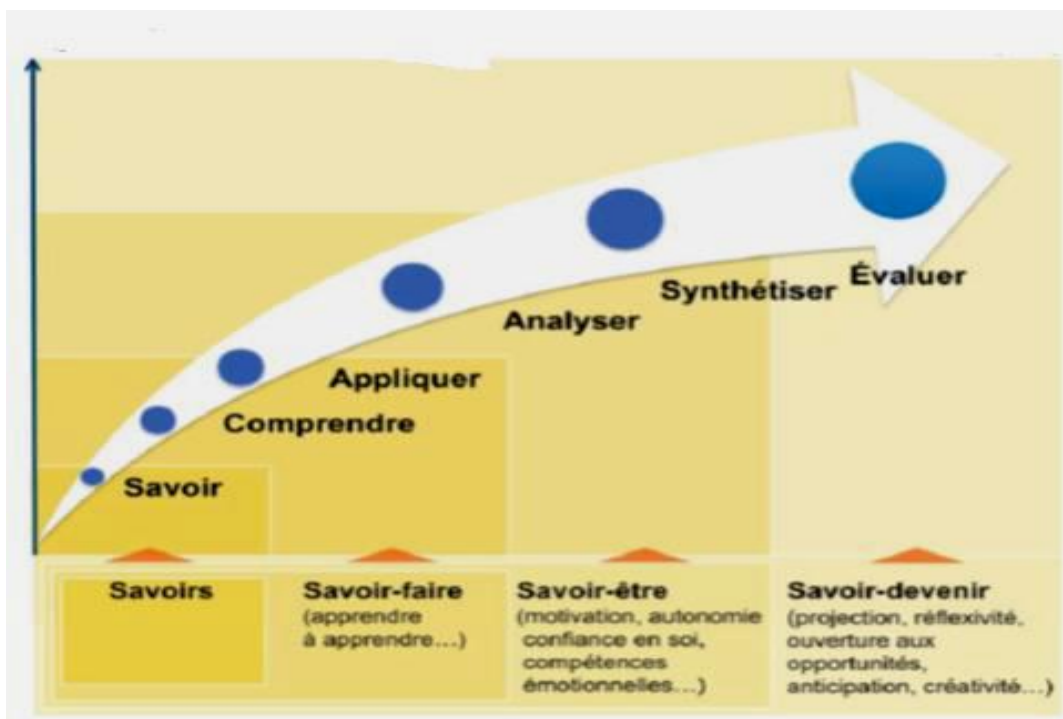 Évaluer
Synthétiser
Analyser
Appliquer
Comprendre
Savoir
Savoirs
Savoir-faire
(apprendre
à apprendre...)
Savoir-être
(motivation, autonomie
confiance en soi,
compétences
émotionnelles...)
Savoir-devenir
(projection, réflexivité,
ouverture aux
opportunités,
anticipation, créativité...)